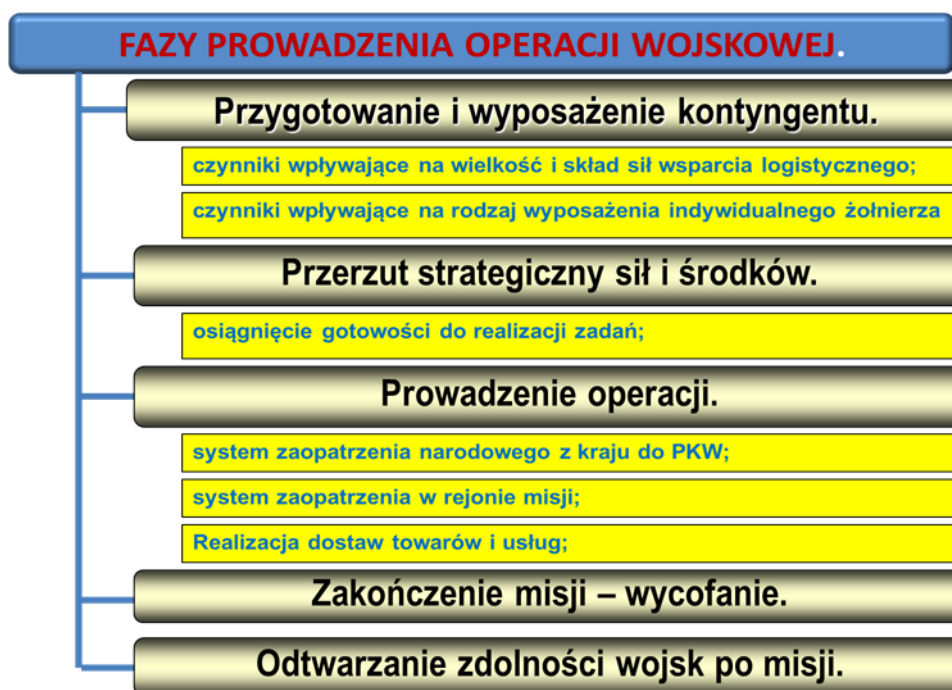 FAZY PROWADZENIA OPERACJI WOJSKOWEJ.
Przygotowanie i wyposażenie kontyngentu.
czynniki wpływające na wielkość i skład sił wsparcia logistycznego;
czynniki wpływające na rodzaj wyposażenia indywidualnego żołnierza
Przerzut strategiczny sił i środków.
osiągnięcie gotowości do realizacji zadań;
Prowadzenie operacji.
system zaopatrzenia narodowego z kraju do PKW;
system zaopatrzenia w rejonie misji;
Realizacja dostaw towarów i usług;
Zakończenie misji – wycofanie.
Odtwarzanie zdolności wojsk po misji.